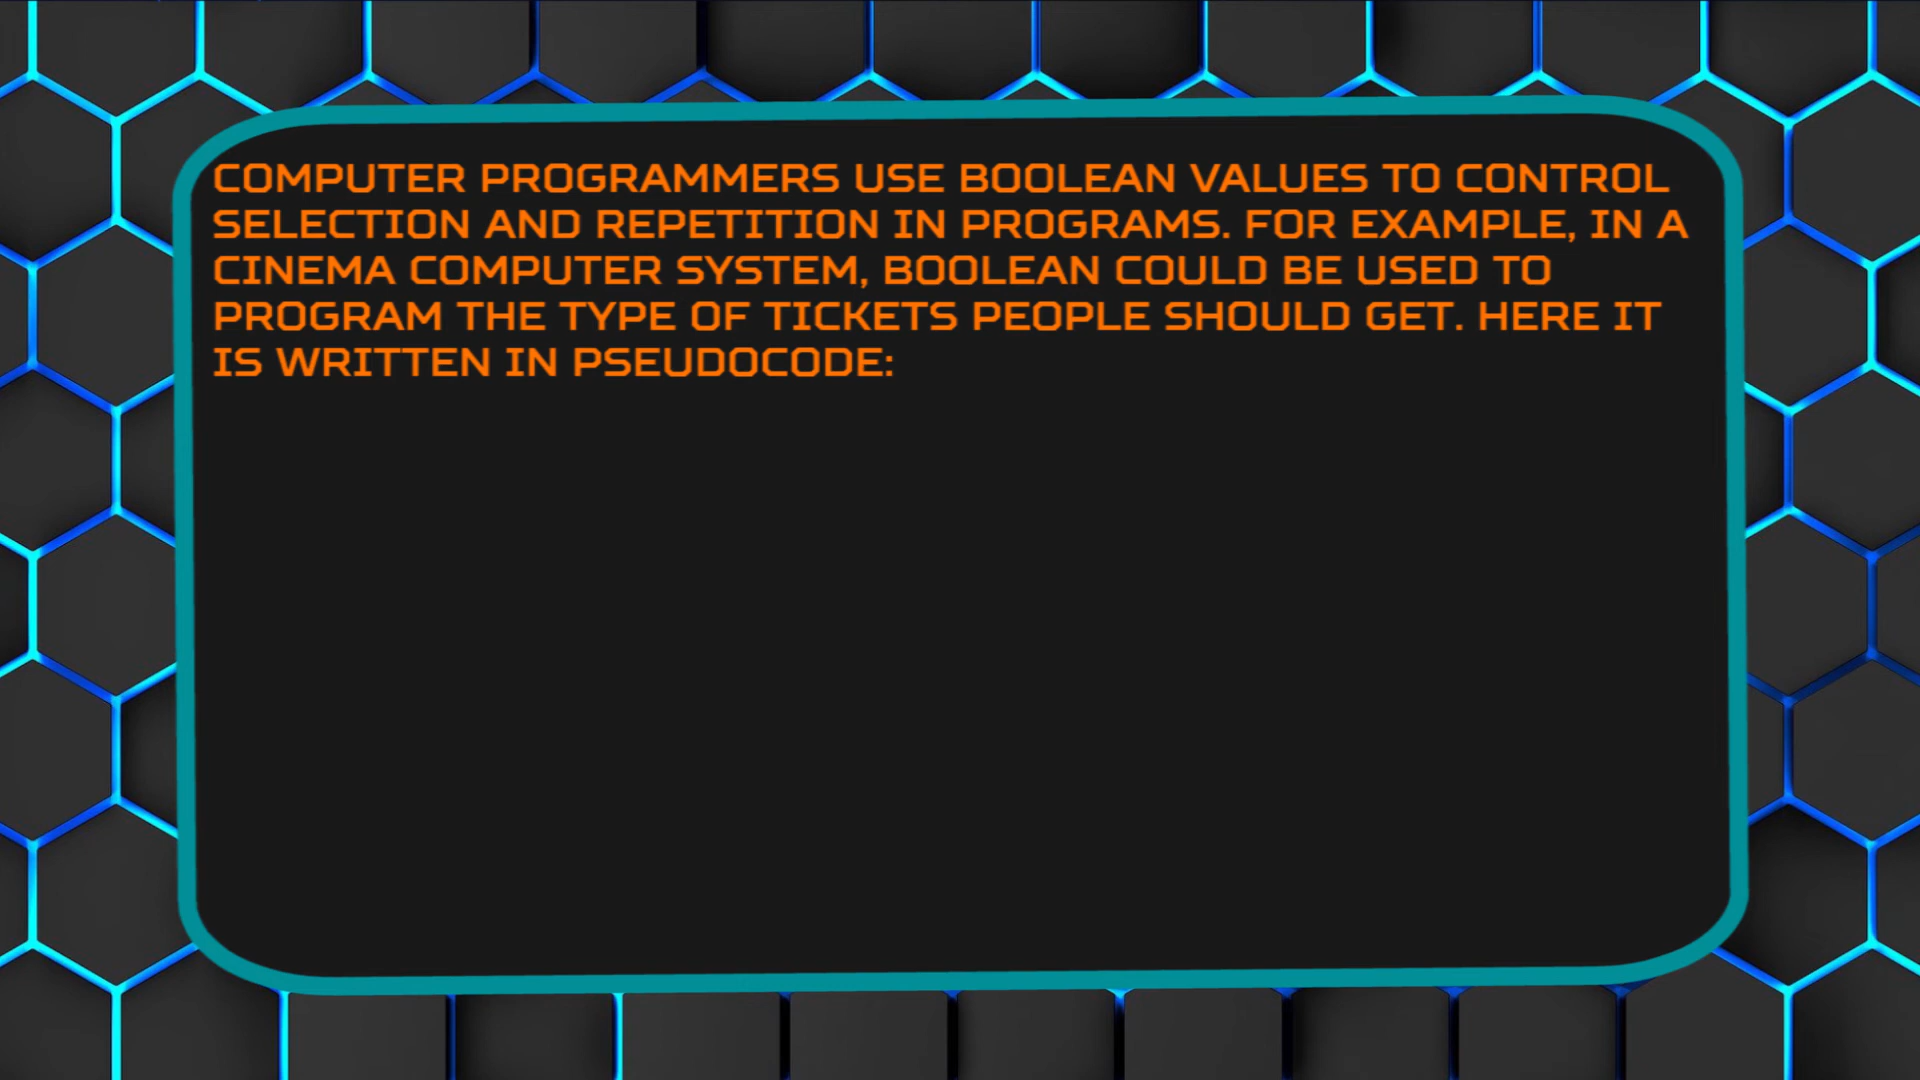 COMPUTER PROGRAMMERS USE BOOLEAN VALUES TO CONTROL
SELECTION AND REPETITION IN PROGRAMS. FOR EXAMPLE, IN A
CINEMA COMPUTER SYSTEM, BOOLEAN COULD BE USED TO
PROGRAM THE TYPE OF TICKETS PEOPLE SHOULD GET. HERE IT
IS WRITTEN IN PSEUDOCODE: